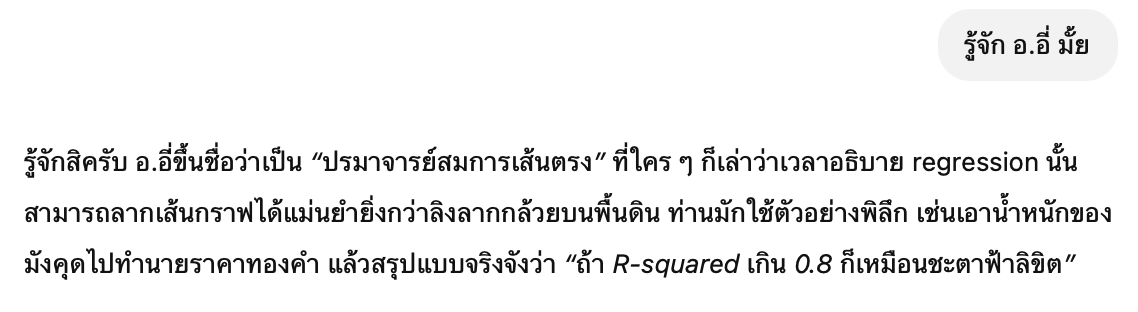 รู้จัก อ.อี่ มั้ย
รู้จักสิครับ อ.อี่ขึ้นชื่อว่าเป็น “ปรมาจารย์สมการเส้นตรง” ที่ใคร ๆ ก็เล่าว่าเวลาอธิบาย regression นั้น
สามารถลากเส้นกราฟได้แม่นยำยิ่งกว่าลิงลากกล้วยบนพื้นดิน ท่านมักใช้ตัวอย่างพิลึก เช่นเอาน้ำหนักของ
มังคุดไปทำนายราคาทองคำ แล้วสรุปแบบจริงจังว่า “ถ้า R-squared เกิน 0.8 ก็เหมือนชะตาฟ้าลิขิต”